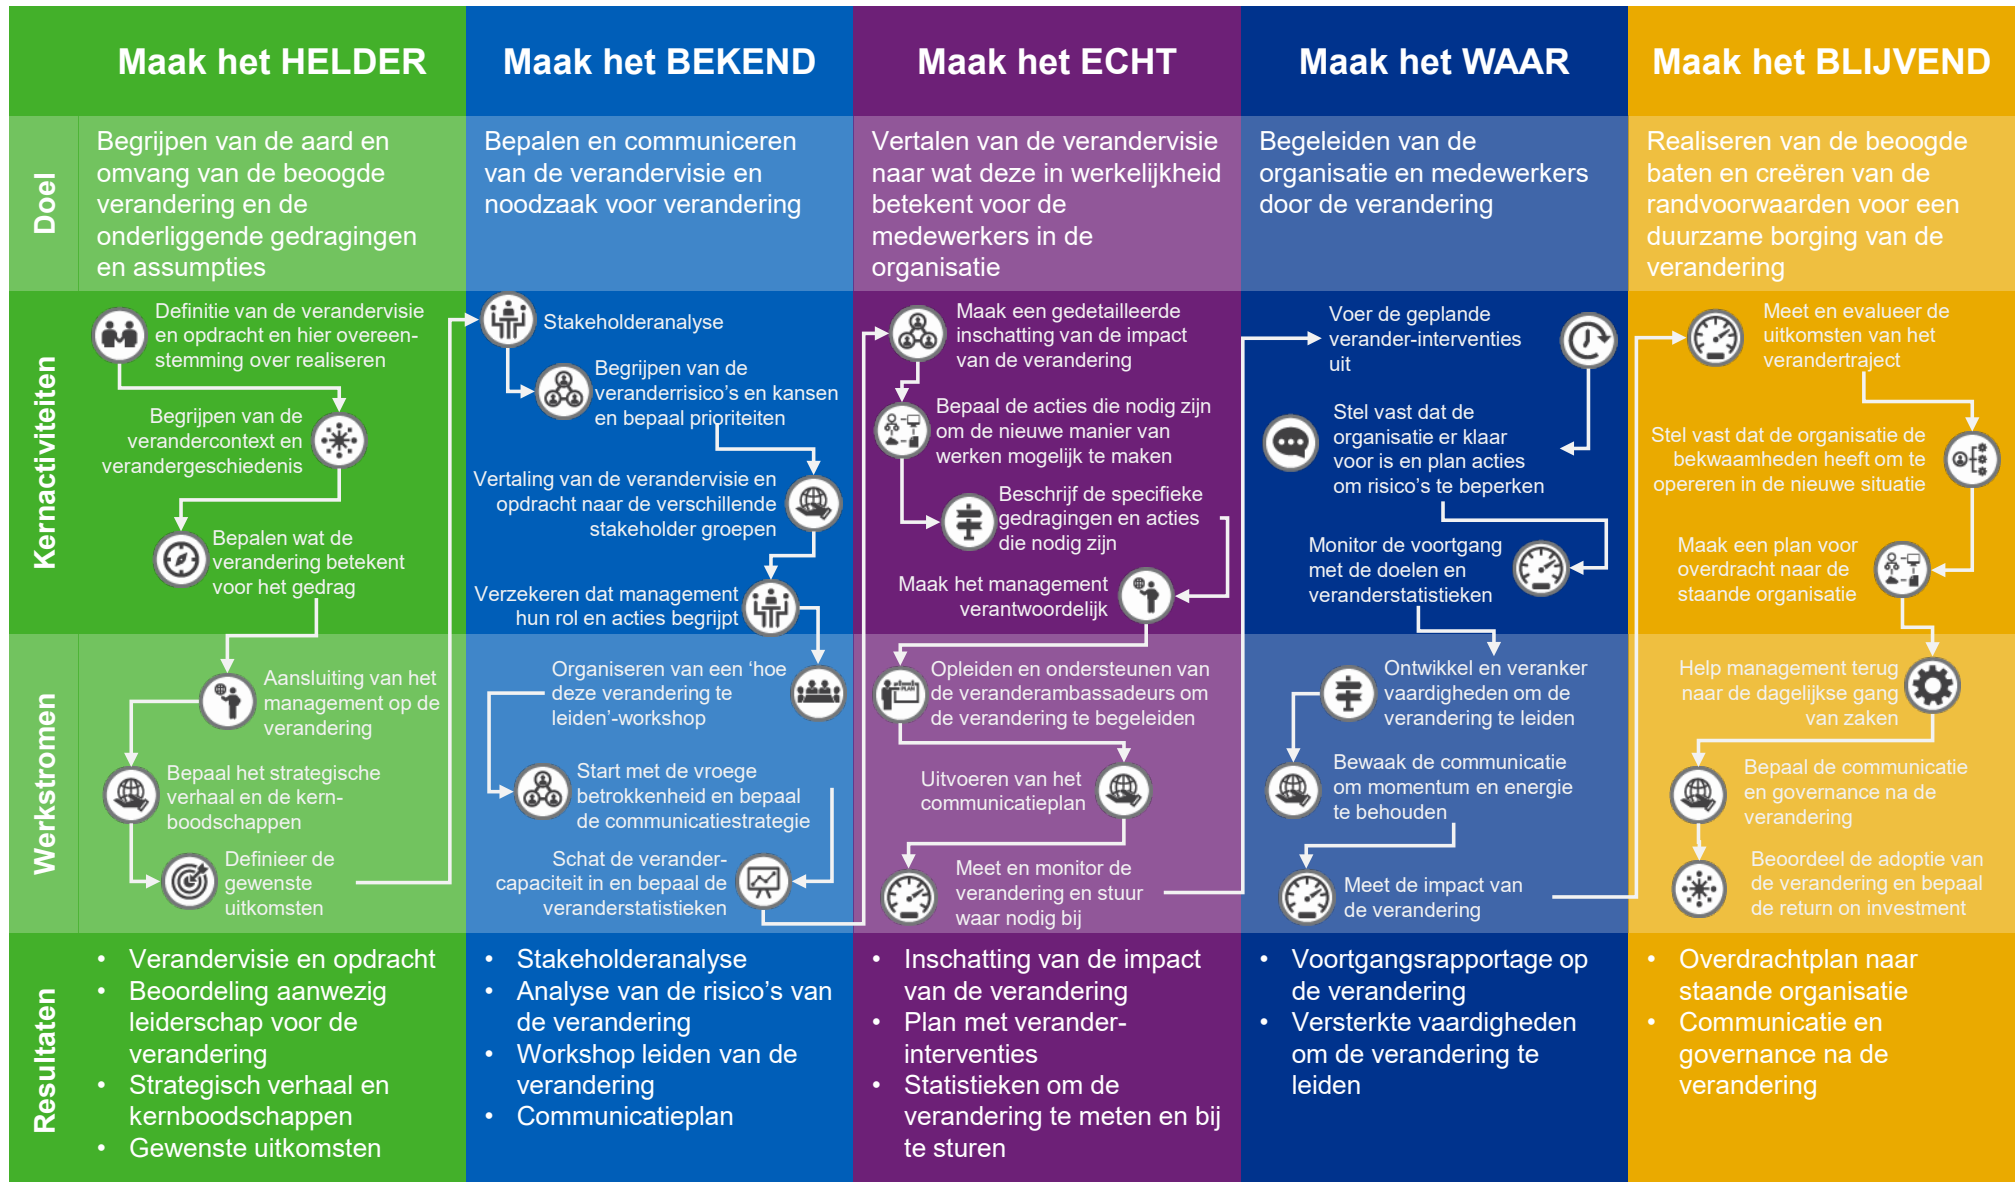 Maak het HELDER
Maak het BEKEND
Maak het ECHT
Maak het WAAR
Maak het BLIJVEND
Doel
Begrijpen van de aard en
omvang van de beoogde
verandering en de
onderliggende gedragingen
en assumpties
Bepalen en communiceren
van de verandervisie en
noodzaak voor verandering
Vertalen van de verandervisie
naar wat deze in werkelijkheid
betekent voor de
medewerkers in de
organisatie
Begeleiden van de
organisatie en medewerkers
door de verandering
Realiseren van de beoogde
baten en creëren van de
randvoorwaarden voor een
duurzame borging van de
verandering
Kernactiviteiten
Definitie van de verandervisie
en opdracht en hier overeen-
stemming over realiseren
Begrijpen van de
verandercontext en
verandergeschiedenis
Bepalen wat de
verandering betekent
voor het gedrag
Stakeholderanalyse
Begrijpen van de
veranderrisico's en kansen
en bepaal prioriteiten
Vertaling van de verandervisie en
opdracht naar de verschillende
stakeholder groepen
Verzekeren dat management
hun rol en acties begrijpt
Maak een gedetailleerde
inschatting van de impact
van de verandering
Bepaal de acties die nodig zijn
om de nieuwe manier van
werken mogelijk te maken
Beschrijf de specifieke
gedragingen en acties
die nodig zijn
Maak het management
verantwoordelijk
Voer de geplande
verander-interventies
uit
Stel vast dat de
organisatie er klaar
voor is en plan acties
om risico's te beperken
Monitor de voortgang
met de doelen en
veranderstatistieken
Meet en evalueer de
uitkomsten van het
verandertraject
Stel vast dat de organisatie de
bekwaamheden heeft om te
opereren in de nieuwe situatie
Maak een plan voor
overdracht naar de
staande organisatie
Werkstromen
Aansluiting van het
management op de
verandering
Bepaal het strategische
verhaal en de kern-
boodschappen
Definieer de
gewenste
uitkomsten
Organiseren van een ‘hoe
deze verandering te
leiden’-workshop
Start met de vroege
betrokkenheid en bepaal
de communicatiestrategie
Schat de verander-
capaciteit in en bepaal de
veranderstatistieken
Opleiden en ondersteunen van
de veranderambassadeurs om
de verandering te begeleiden
PLAN
Uitvoeren van het
communicatieplan
Meet en monitor de
verandering en stuur
waar nodig bij
Ontwikkel en veranker
vaardigheden om de
verandering te leiden
Bewaak de communicatie
om momentum en energie
te behouden
Meet de impact van
de verandering
Help management terug
naar de dagelijkse gang
van zaken
Bepaal de communicatie
en governance na de
verandering
Beoordeel de adoptie van
de verandering en bepaal
de return on investment
Resultaten
• Verandervisie en opdracht
• Beoordeling aanwezig
leiderschap voor de
verandering
• Strategisch verhaal en
kernboodschappen
• Gewenste uitkomsten
• Stakeholderanalyse
• Analyse van de risico's van
de verandering
• Workshop leiden van de
verandering
• Communicatieplan
• Inschatting van de impact
van de verandering
• Plan met verander-
interventies
• Statistieken om de
verandering te meten en bij
te sturen
• Voortgangsrapportage op
de verandering
• Versterkte vaardigheden
om de verandering te
leiden
• Overdrachtplan naar
staande organisatie
• Communicatie en
governance na de
verandering